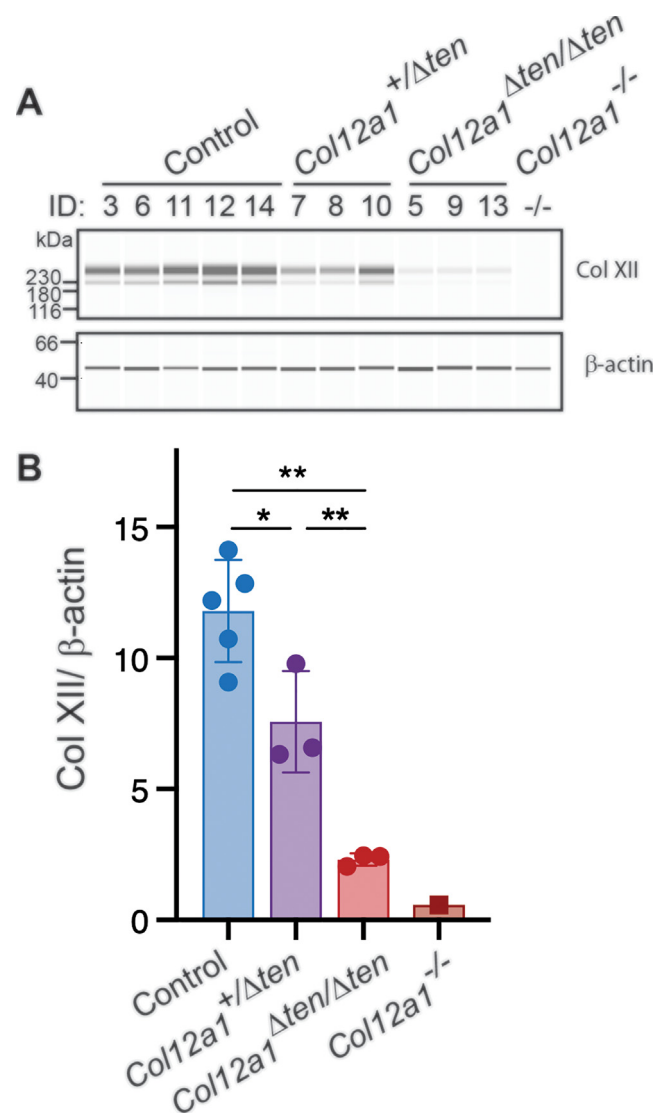 A
Control
Col12a1+/Δten
Col12a1Δten/Δten
Col12a1-/-
ID: 3 6 11 12 14 7 8 10 5 9 13 -/-
kDa
230
180
116
Col XII
66
40
β-actin
B
**
* **
15
10
5
0
Col XII/ β-actin
Control
Col12a1+/Δten
Col12a1Δten/Δten
Col12a1-/-